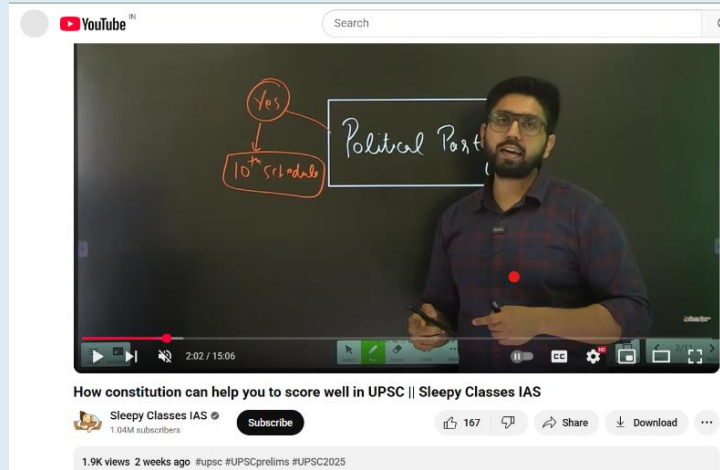 YouTube IN
Search
Yes
Political
10th Schedule
2:02 / 15:06
CC
HD
How constitution can help you to score well in UPSC || Sleepy Classes IAS
Sleepy Classes IAS
1.04M subscribers
Subscribe
167
Share
Download
1.9K views 2 weeks ago #upsc #UPSCprelims #UPSC2025